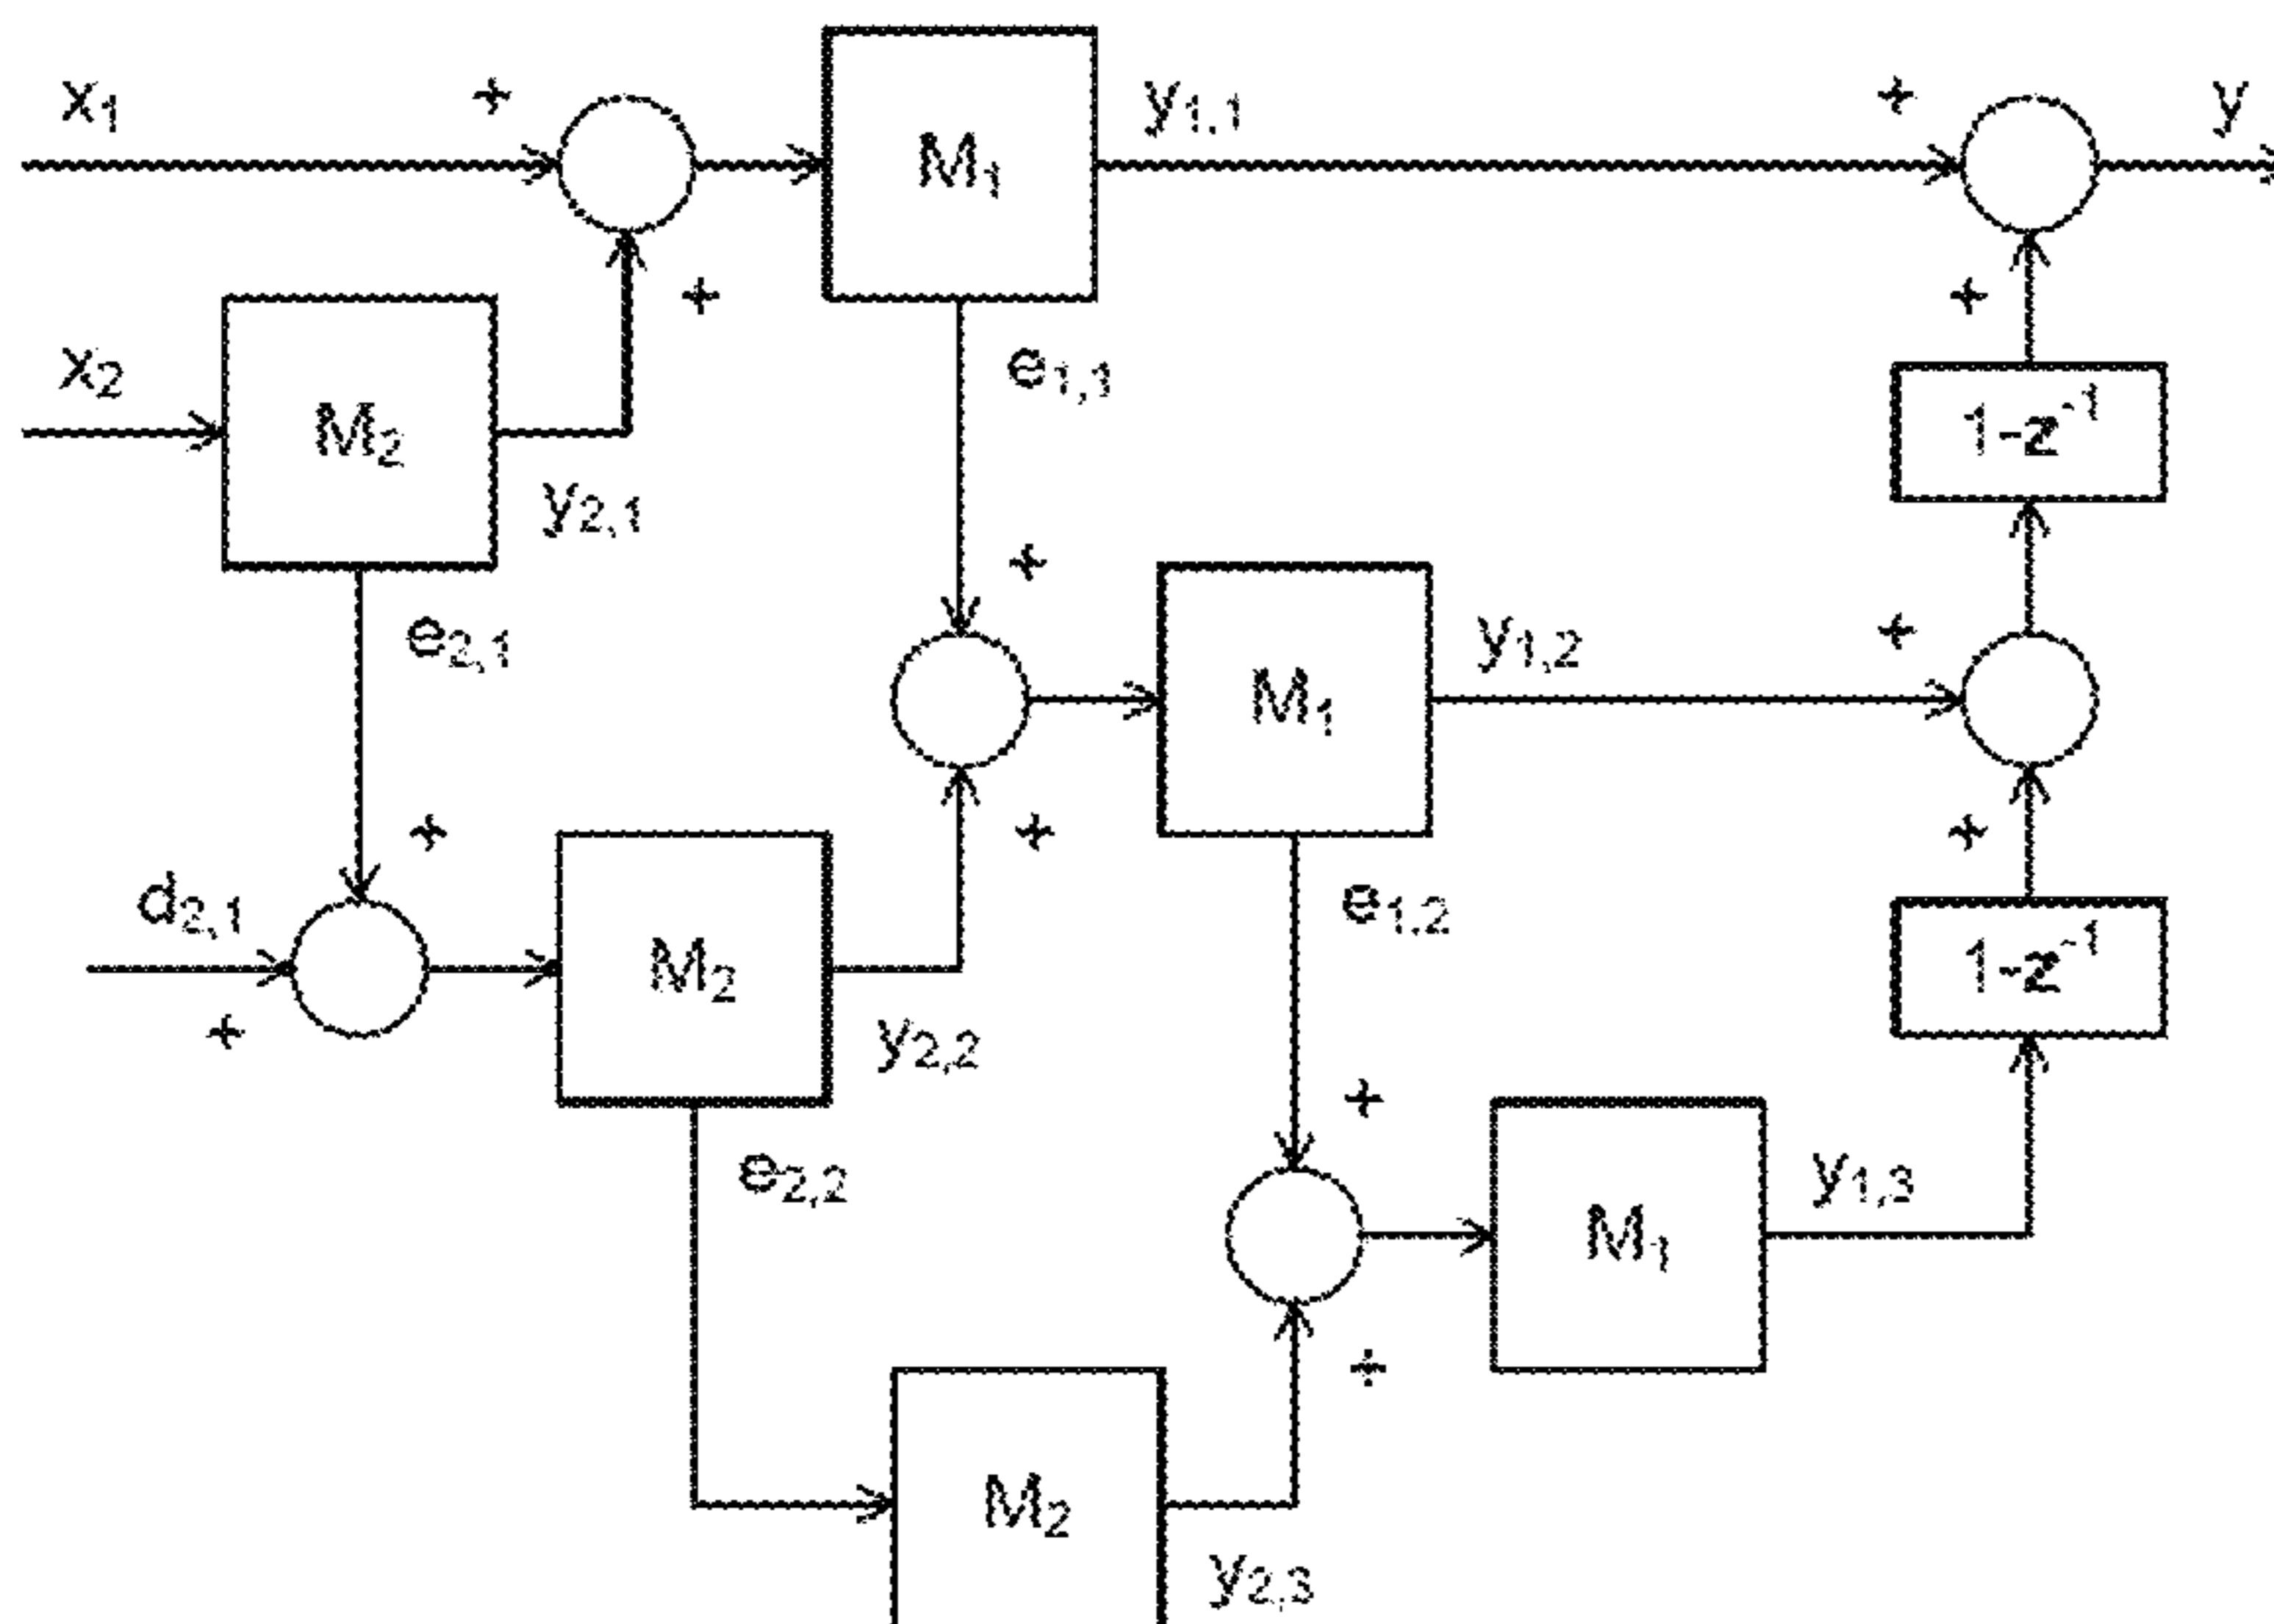 x1
+
M1
y1,1
+
y
x2
M2
y2,1
+
e1,1
+
1-z-1
e2,1
+
M1
y1,2
+
d2,1
+
+
M2
y2,2
+
e1,2
+
1-z-1
e2,2
+
M1
y1,3
M2
y2,3
+